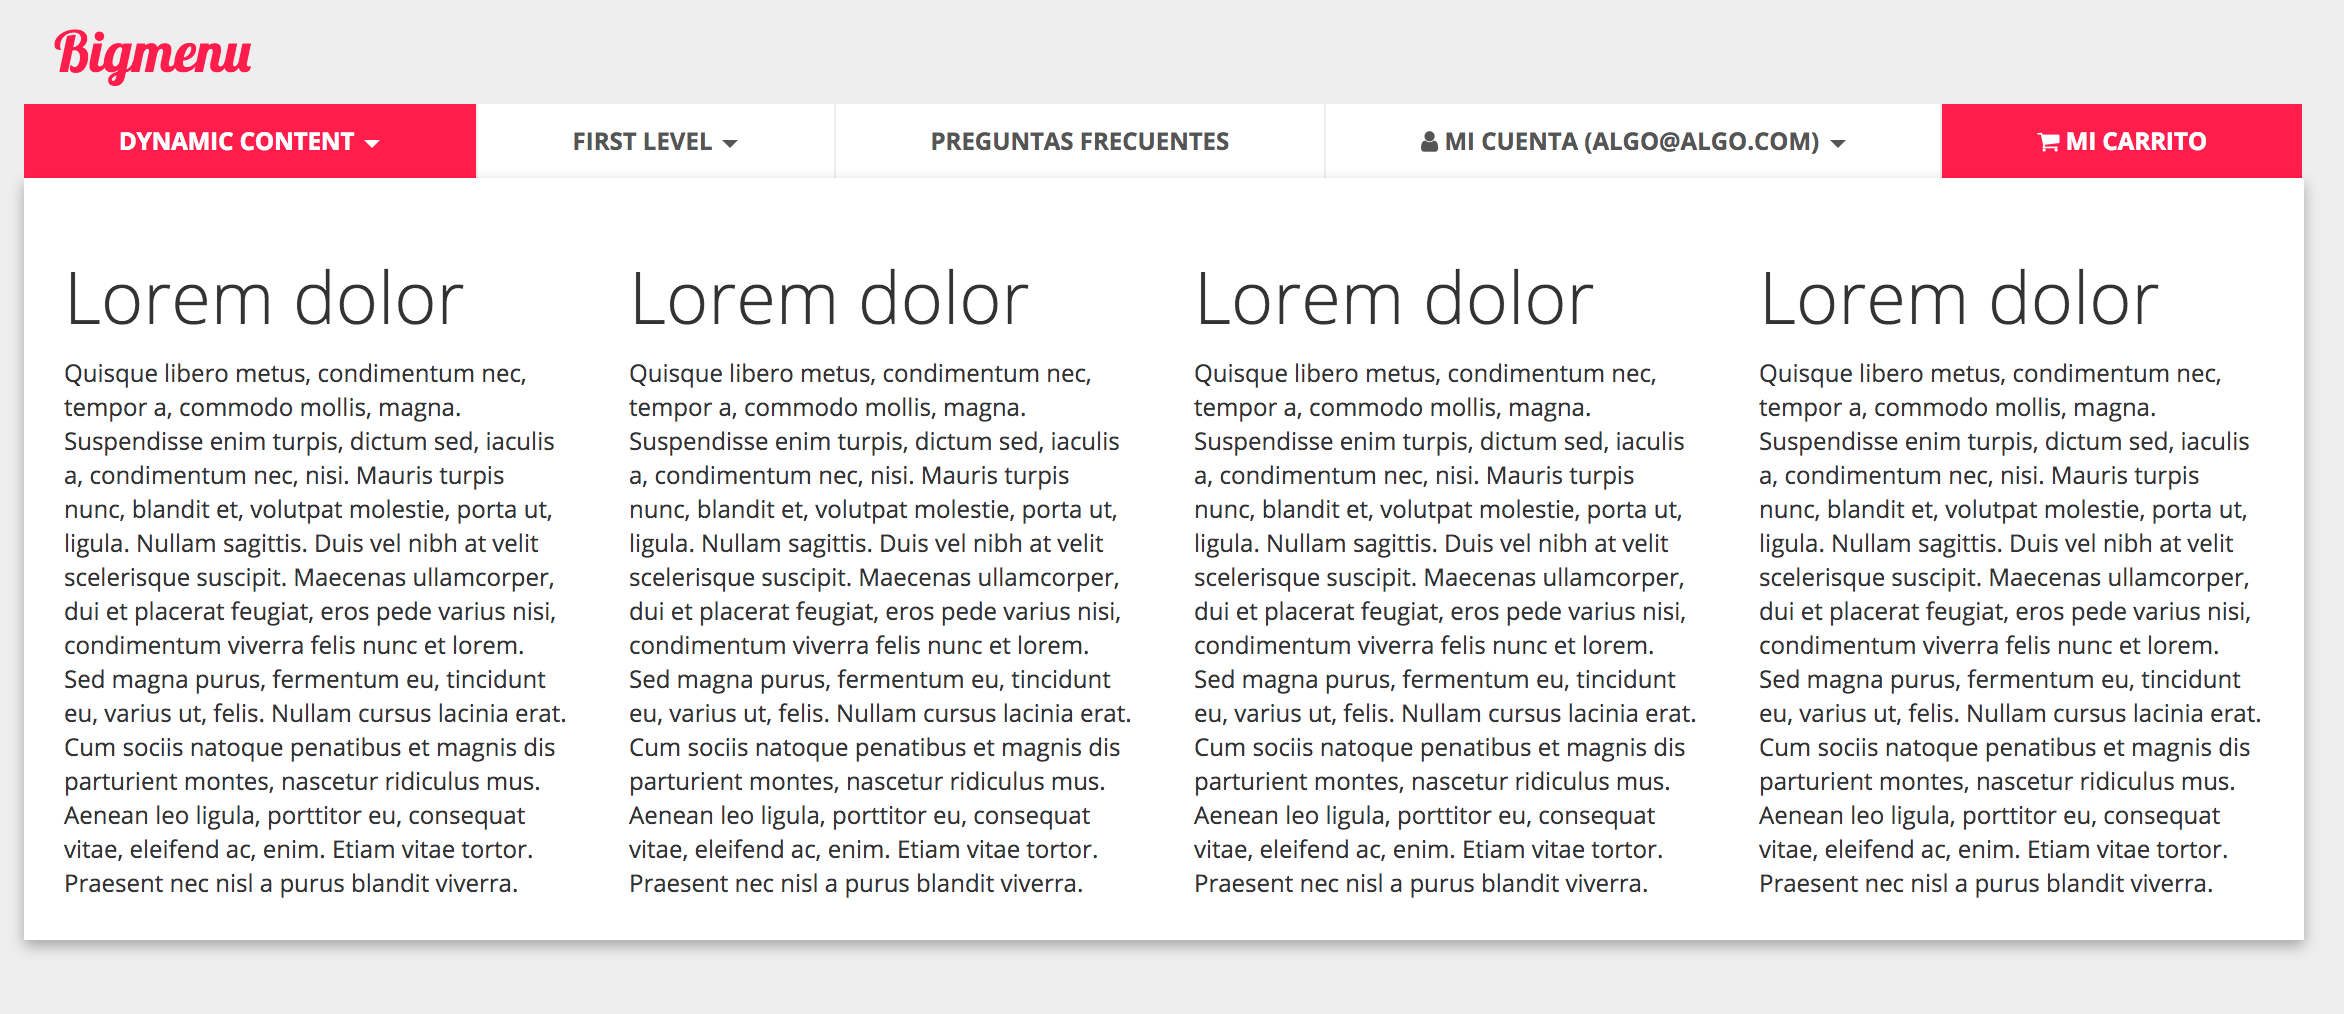 Bigmenu
DYNAMIC CONTENT
FIRST LEVEL
PREGUNTAS FRECUENTES
MI CUENTA (ALGO@ALGO.COM)
MI CARRITO
Lorem dolor
Quisque libero metus, condimentum nec,
tempor a, commodo mollis, magna.
Suspendisse enim turpis, dictum sed, iaculis
a, condimentum nec, nisi. Mauris turpis
nunc, blandit et, volutpat molestie, porta ut,
ligula. Nullam sagittis. Duis vel nibh at velit
scelerisque suscipit. Maecenas ullamcorper,
dui et placerat feugiat, eros pede varius nisi,
condimentum viverra felis nunc et lorem.
Sed magna purus, fermentum eu, tincidunt
eu, varius ut, felis. Nullam cursus lacinia erat.
Cum sociis natoque penatibus et magnis dis
parturient montes, nascetur ridiculus mus.
Aenean leo ligula, porttitor eu, consequat
vitae, eleifend ac, enim. Etiam vitae tortor.
Praesent nec nisl a purus blandit viverra.
Lorem dolor
Quisque libero metus, condimentum nec,
tempor a, commodo mollis, magna.
Suspendisse enim turpis, dictum sed, iaculis
a, condimentum nec, nisi. Mauris turpis
nunc, blandit et, volutpat molestie, porta ut,
ligula. Nullam sagittis. Duis vel nibh at velit
scelerisque suscipit. Maecenas ullamcorper,
dui et placerat feugiat, eros pede varius nisi,
condimentum viverra felis nunc et lorem.
Sed magna purus, fermentum eu, tincidunt
eu, varius ut, felis. Nullam cursus lacinia erat.
Cum sociis natoque penatibus et magnis dis
parturient montes, nascetur ridiculus mus.
Aenean leo ligula, porttitor eu, consequat
vitae, eleifend ac, enim. Etiam vitae tortor.
Praesent nec nisl a purus blandit viverra.
Lorem dolor
Quisque libero metus, condimentum nec,
tempor a, commodo mollis, magna.
Suspendisse enim turpis, dictum sed, iaculis
a, condimentum nec, nisi. Mauris turpis
nunc, blandit et, volutpat molestie, porta ut,
ligula. Nullam sagittis. Duis vel nibh at velit
scelerisque suscipit. Maecenas ullamcorper,
dui et placerat feugiat, eros pede varius nisi,
condimentum viverra felis nunc et lorem.
Sed magna purus, fermentum eu, tincidunt
eu, varius ut, felis. Nullam cursus lacinia erat.
Cum sociis natoque penatibus et magnis dis
parturient montes, nascetur ridiculus mus.
Aenean leo ligula, porttitor eu, consequat
vitae, eleifend ac, enim. Etiam vitae tortor.
Praesent nec nisl a purus blandit viverra.
Lorem dolor
Quisque libero metus, condimentum nec,
tempor a, commodo mollis, magna.
Suspendisse enim turpis, dictum sed, iaculis
a, condimentum nec, nisi. Mauris turpis
nunc, blandit et, volutpat molestie, porta ut,
ligula. Nullam sagittis. Duis vel nibh at velit
scelerisque suscipit. Maecenas ullamcorper,
dui et placerat feugiat, eros pede varius nisi,
condimentum viverra felis nunc et lorem.
Sed magna purus, fermentum eu, tincidunt
eu, varius ut, felis. Nullam cursus lacinia erat.
Cum sociis natoque penatibus et magnis dis
parturient montes, nascetur ridiculus mus.
Aenean leo ligula, porttitor eu, consequat
vitae, eleifend ac, enim. Etiam vitae tortor.
Praesent nec nisl a purus blandit viverra.